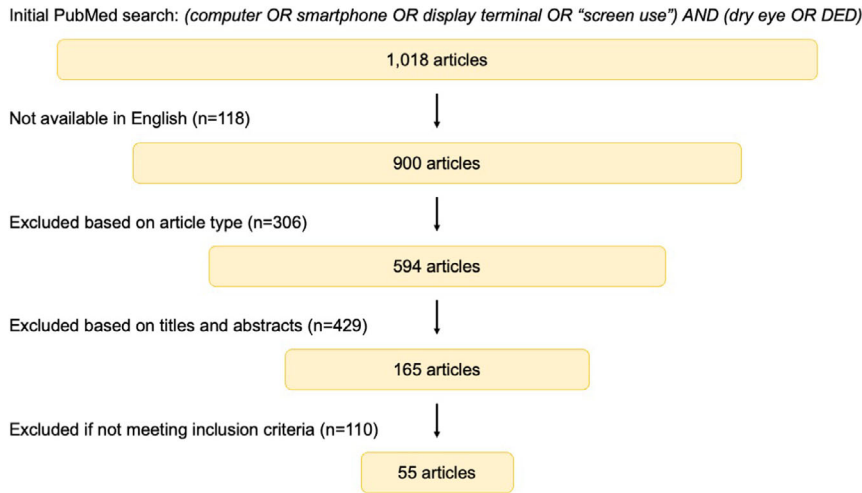 Initial PubMed search: (computer OR smartphone OR display terminal OR “screen use”) AND (dry eye OR DED)
1,018 articles
Not available in English (n=118)
900 articles
Excluded based on article type (n=306)
594 articles
Excluded based on titles and abstracts (n=429)
165 articles
Excluded if not meeting inclusion criteria (n=110)
55 articles